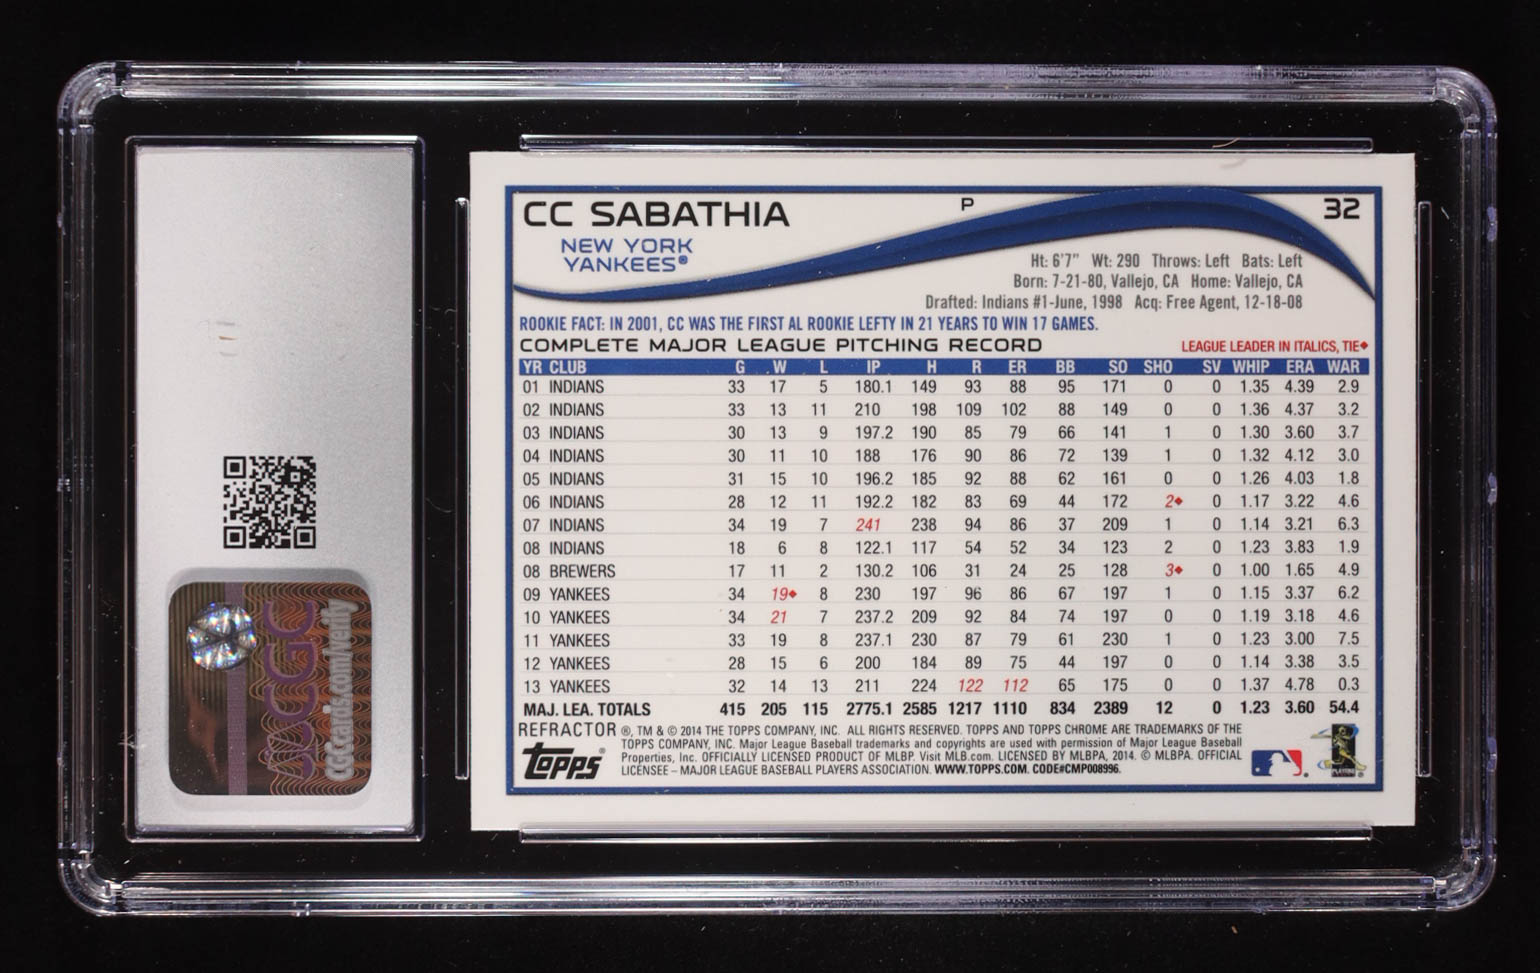 CC SABATHIA P 32
NEW YORK
YANKEES®
Ht: 6'7" Wt: 290 Throws: Left Bats: Left
Born: 7-21-80, Vallejo, CA Home: Vallejo, CA
Drafted: Indians #1-June, 1998 Acq: Free Agent, 12-18-08
ROOKIE FACT: IN 2001, CC WAS THE FIRST AL ROOKIE LEFTY IN 21 YEARS TO WIN 17 GAMES.
COMPLETE MAJOR LEAGUE PITCHING RECORD LEAGUE LEADER IN ITALICS, TIE♦
YR CLUB G W L IP H R ER BB SO SHO SV WHIP ERA WAR
01 INDIANS 33 17 5 180.1 149 93 88 95 171 0 0 1.35 4.39 2.9
02 INDIANS 33 13 11 210 198 109 102 88 149 0 0 1.36 4.37 3.2
03 INDIANS 30 13 9 197.2 190 85 79 66 141 1 0 1.30 3.60 3.7
04 INDIANS 30 11 10 188 176 90 86 72 139 1 0 1.32 4.12 3.0
05 INDIANS 31 15 10 196.2 185 92 88 62 161 0 0 1.26 4.03 1.8
06 INDIANS 28 12 11 192.2 182 83 69 44 172 2♦ 0 1.17 3.22 4.6
07 INDIANS 34 19 7 241 238 94 86 37 209 1 0 1.14 3.21 6.3
08 INDIANS 18 6 8 122.1 117 54 52 34 123 2 0 1.23 3.83 1.9
08 BREWERS 17 11 2 130.2 106 31 24 25 128 3♦ 0 1.00 1.65 4.9
09 YANKEES 34 19♦ 8 230 197 96 86 67 197 1 0 1.15 3.37 6.2
10 YANKEES 34 21 7 237.2 209 92 84 74 197 0 0 1.19 3.18 4.6
11 YANKEES 33 19 8 237.1 230 87 79 61 230 1 0 1.23 3.00 7.5
12 YANKEES 28 15 6 200 184 89 75 44 197 0 0 1.14 3.38 3.5
13 YANKEES 32 14 13 211 224 122 112 65 175 0 0 1.37 4.78 0.3
MAJ. LEA. TOTALS 415 205 115 2775.1 2585 1217 1110 834 2389 12 0 1.23 3.60 54.4
REFRACTOR ®, TM & © 2014 THE TOPPS COMPANY, INC. ALL RIGHTS RESERVED. TOPPS AND TOPPS CHROME ARE TRADEMARKS OF THE
TOPPS COMPANY, INC. Major League Baseball trademarks and copyrights are used with permission of Major League Baseball
Properties, Inc. OFFICIALLY LICENSED PRODUCT OF MLBP. Visit MLB.com. LICENSED BY MLBPA, 2014. © MLBPA. OFFICIAL
LICENSEE – MAJOR LEAGUE BASEBALL PLAYERS ASSOCIATION. WWW.TOPPS.COM. CODE#CMP008996.
Topps®
PLAYERS
CGC
CGCcards.com/verify